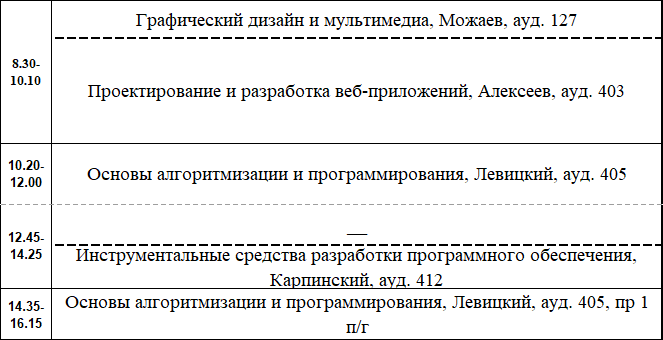 Графический дизайн и мультимедиа, Можаев, ауд. 127
8.30-
10.10
Проектирование и разработка веб-приложений, Алексеев, ауд. 403
10.20-
12.00
Основы алгоритмизации и программирования, Левицкий, ауд. 405
—
12.45-
14.25
Инструментальные средства разработки программного обеспечения,
Карпинский, ауд. 412
14.35-
16.15
Основы алгоритмизации и программирования, Левицкий, ауд. 405, пр 1
п/г